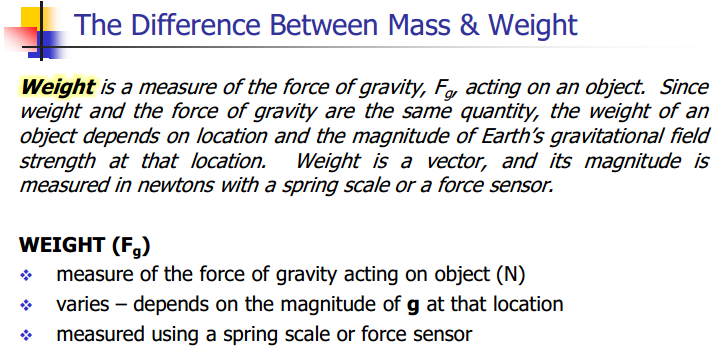 The Difference Between Mass & Weight
Weight is a measure of the force of gravity, Fg, acting on an object. Since
weight and the force of gravity are the same quantity, the weight of an
object depends on location and the magnitude of Earth's gravitational field
strength at that location. Weight is a vector, and its magnitude is
measured in newtons with a spring scale or a force sensor.
WEIGHT (Fg)
❖ measure of the force of gravity acting on object (N)
❖ varies – depends on the magnitude of g at that location
❖ measured using a spring scale or force sensor